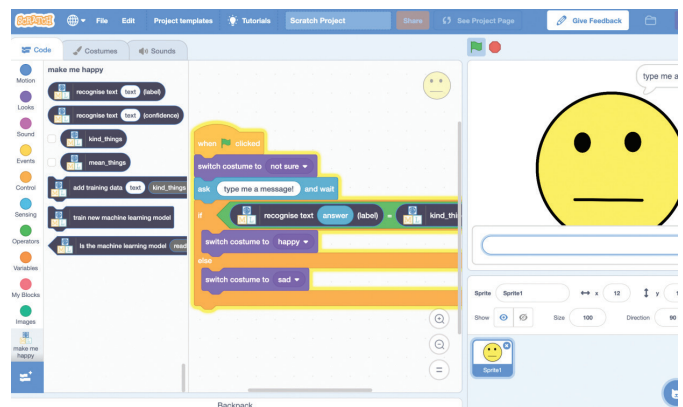 SCRATCH File Edit Project templates Tutorials Scratch Project Share See Project Page Give Feedback
Code Costumes Sounds
Motion
Looks
Sound
Events
Control
Sensing
Operators
Variables
My Blocks
Images
make me
happy
make me happy
recognise text text (label)
recognise text text (confidence)
kind_things
mean_things
add training data text kind_things
train new machine learning model
Is the machine learning model read
when clicked
switch costume to not sure
ask type me a message! and wait
if recognise text answer (label) = kind_thi
switch costume to happy
else
switch costume to sad
type me a
Sprite Sprite1 x 12 y
Show Size 100 Direction 90
Sprite1
Backpack